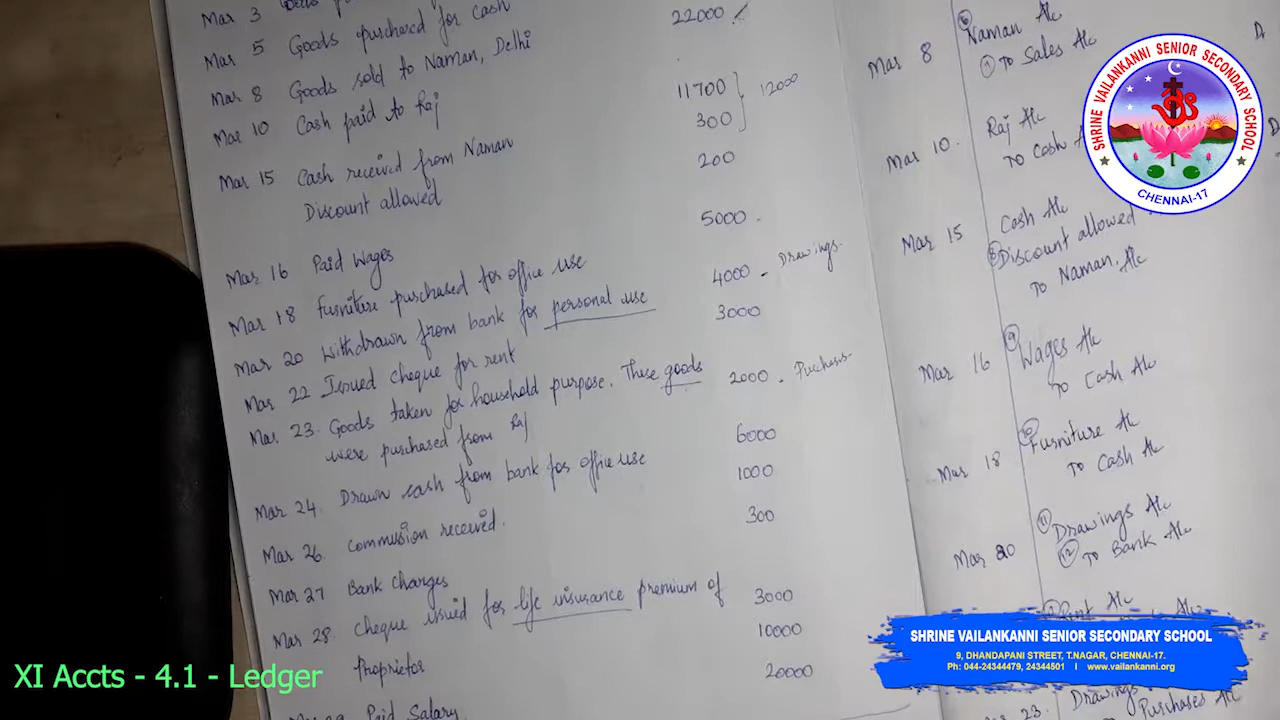 Mar 3
Mar 5 Goods purchased for cash 22000
Mar 8 Goods sold to Naman, Delhi
Mar 10 Cash paid to Raj 11700 12000
300
Mar 15 Cash received from Naman 200
Discount allowed
Mar 16 Paid Wages 5000
Mar 18 Furniture purchased for office use
Mar 20 Withdrawn from bank for personal use 4000 - Drawings
Mar 22 Issued cheque for rent 3000
Mar 23. Goods taken for household purpose. These goods 2000 - Purchases
were purchased from Raj
Mar 24. Drawn cash from bank for office use 6000
Mar 26 Commission received. 1000
Mar 27 Bank Charges 300
Mar 28. Cheque issued for life insurance premium of 3000
Proprietor 10000
Paid Salary 20000
Mar 8 Naman A/c
① To Sales A/c
Mar 10. Raj A/c
To Cash
Mar 15 Cash A/c
⑧ Discount allowed
To Naman A/c
Mar 16 ⑨ Wages A/c
To Cash A/c
Mar 18 ⑩ Furniture A/c
To Cash A/c
Mar 20 ⑪ Drawings A/c
⑫ To Bank A/c
Rent A/c
Mar 23. Drawings
Purchases A/c
SHRINE VAILANKANNI SENIOR SECONDARY SCHOOL
CHENNAI-17
XI Accts - 4.1 - Ledger
SHRINE VAILANKANNI SENIOR SECONDARY SCHOOL
9, DHANDAPANI STREET, T.NAGAR, CHENNAI-17.
Ph: 044-24344479, 24344501 I www.vailankanni.org